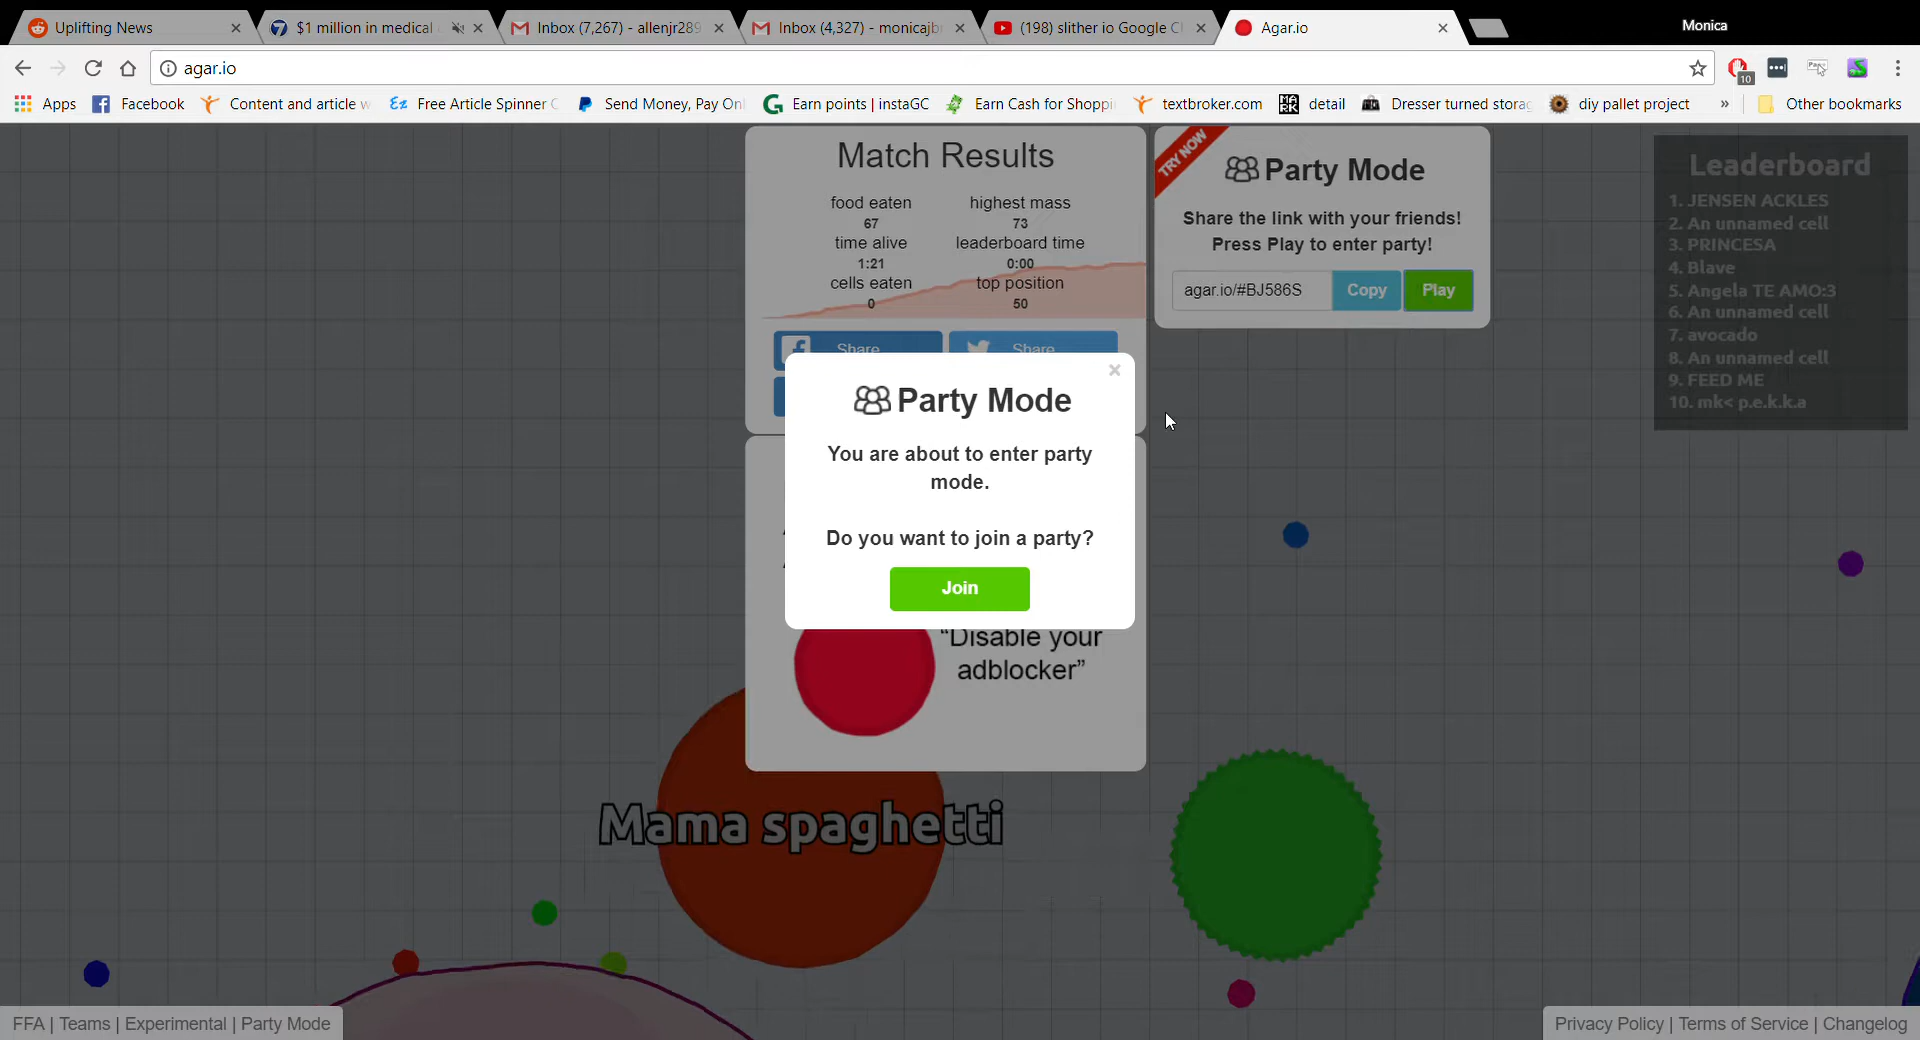 Uplifting News
$1 million in medical
Inbox (7,267) - allenjr289
Inbox (4,327) - monicajb
(198) slither io Google C
Agar.io
Monica
agar.io
10
Apps
Facebook
Content and article w
Free Article Spinner
Send Money, Pay Onl
Earn points | instaGC
Earn Cash for Shoppi
textbroker.com
detail
Dresser turned storag
diy pallet project
»
Other bookmarks
Match Results
food eaten
67
highest mass
73
time alive
1:21
leaderboard time
0:00
cells eaten
0
top position
50
Share
Share
TRY NOW
Party Mode
Share the link with your friends!
Press Play to enter party!
agar.io/#BJ586S
Copy
Play
Leaderboard
1. JENSEN ACKLES
2. An unnamed cell
3. PRINCESA
4. Blave
5. Angela TE AMO:3
6. An unnamed cell
7. avocado
8. An unnamed cell
9. FEED ME
10. mk< p.e.k.k.a
Party Mode
You are about to enter party
mode.
Do you want to join a party?
Join
“Disable your
adblocker”
Mama spaghetti
FFA | Teams | Experimental | Party Mode
Privacy Policy | Terms of Service | Changelog